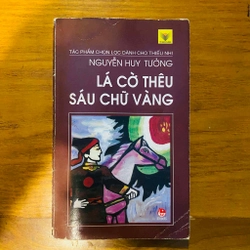 TÁC PHẨM CHỌN LỌC DÀNH CHO THIẾU NHI
NGUYỄN HUY TƯỞNG
LÁ CỜ THÊU
SÁU CHỮ VÀNG